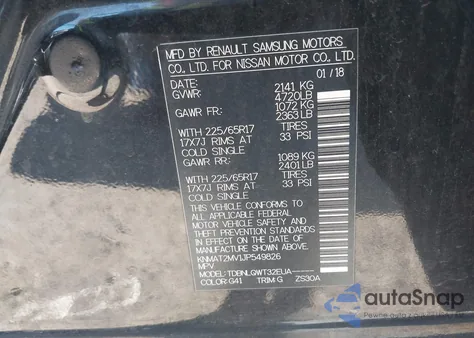 MFD BY RENAULT SAMSUNG MOTORS
CO., LTD. FOR NISSAN MOTOR CO., LTD.
DATE: 01/18
GVWR: 2141 KG
4720LB
GAWR FR: 1072 KG
2363 LB
WITH 225/65R17 TIRES
17X7J RIMS AT 33 PSI
COLD SINGLE
GAWR RR: 1089 KG
2401 LB
WITH 225/65R17 TIRES
17X7J RIMS AT 33 PSI
COLD SINGLE
THIS VEHICLE CONFORMS TO
ALL APPLICABLE FEDERAL
MOTOR VEHICLE SAFETY,
BUMPER, AND THEFT PREVENTION
STANDARDS IN EFFECT ON THE
DATE OF
MANUFACTURE SHOWN ABOVE.
KNMAT2MV1JP549826
MPV
MODEL:TDBNLQWT32EUA------
COLOR:G41 TRIM:G ZS30A
autoSnap